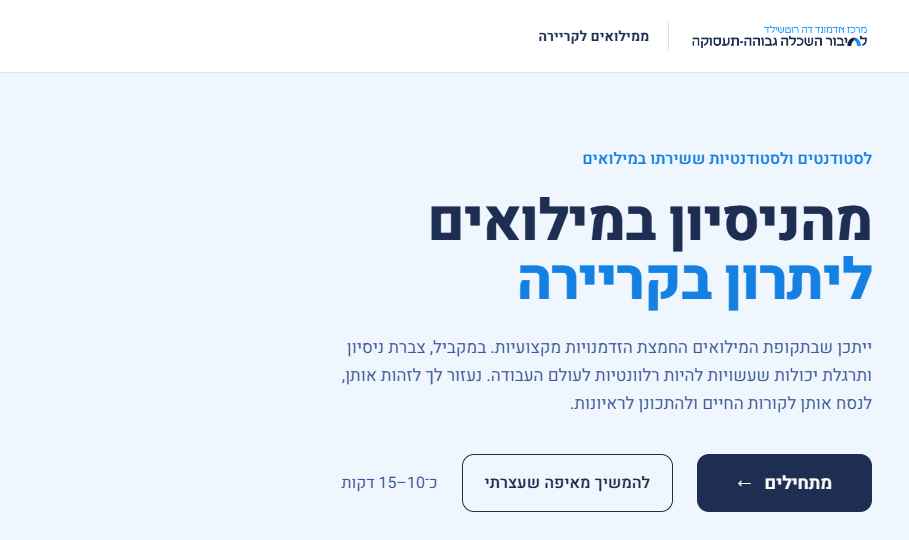 מרכז אדמונד דה רוטשילד
לחיבור השכלה גבוהה-תעסוקה
ממילואים לקריירה
לסטודנטים ולסטודנטיות ששירתו במילואים
מהניסיון במילואים
ליתרון בקריירה
ייתכן שבתקופת המילואים החמצת הזדמנויות מקצועיות. במקביל, צברת ניסיון
ותרגלת יכולות שעשויות להיות רלוונטיות לעולם העבודה. נעזור לך לזהות אותן,
לנסח אותן לקורות החיים ולהתכונן לראיונות.
מתחילים ←
להמשיך מאיפה שעצרתי
כ־10–15 דקות